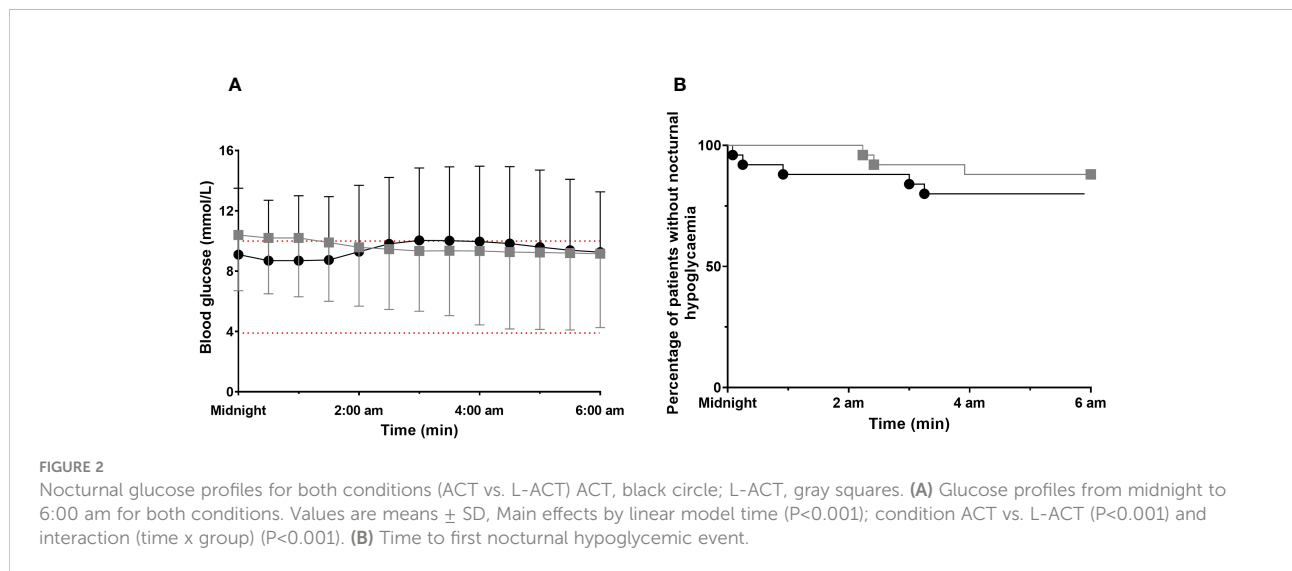 A
B
Blood glucose (mmol/L)
16
12
8
4
0
Midnight 2:00 am 4:00 am 6:00 am
Time (min)
Percentage of patients without nocturnal
hypoglycaemia
100
50
0
Midnight 2 am 4 am 6 am
Time (min)
FIGURE 2
Nocturnal glucose profiles for both conditions (ACT vs. L-ACT) ACT, black circle; L-ACT, gray squares. (A) Glucose profiles from midnight to
6:00 am for both conditions. Values are means ± SD, Main effects by linear model time (P<0.001); condition ACT vs. L-ACT (P<0.001) and
interaction (time x group) (P<0.001). (B) Time to first nocturnal hypoglycemic event.